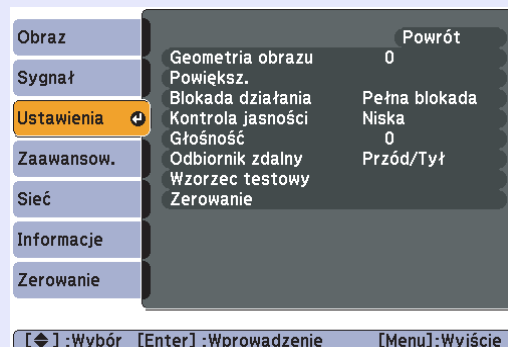 Obraz
Sygnał
Ustawienia
Zaawansow.
Sieć
Informacje
Zerowanie
Powrót
Geometria obrazu 0
Powiększ.
Blokada działania Pełna blokada
Kontrola jasności Niska
Głośność 0
Odbiornik zdalny Przód/Tył
Wzorzec testowy
Zerowanie
[◆] :Wybór [Enter] :Wprowadzenie [Menu]:Wyjście